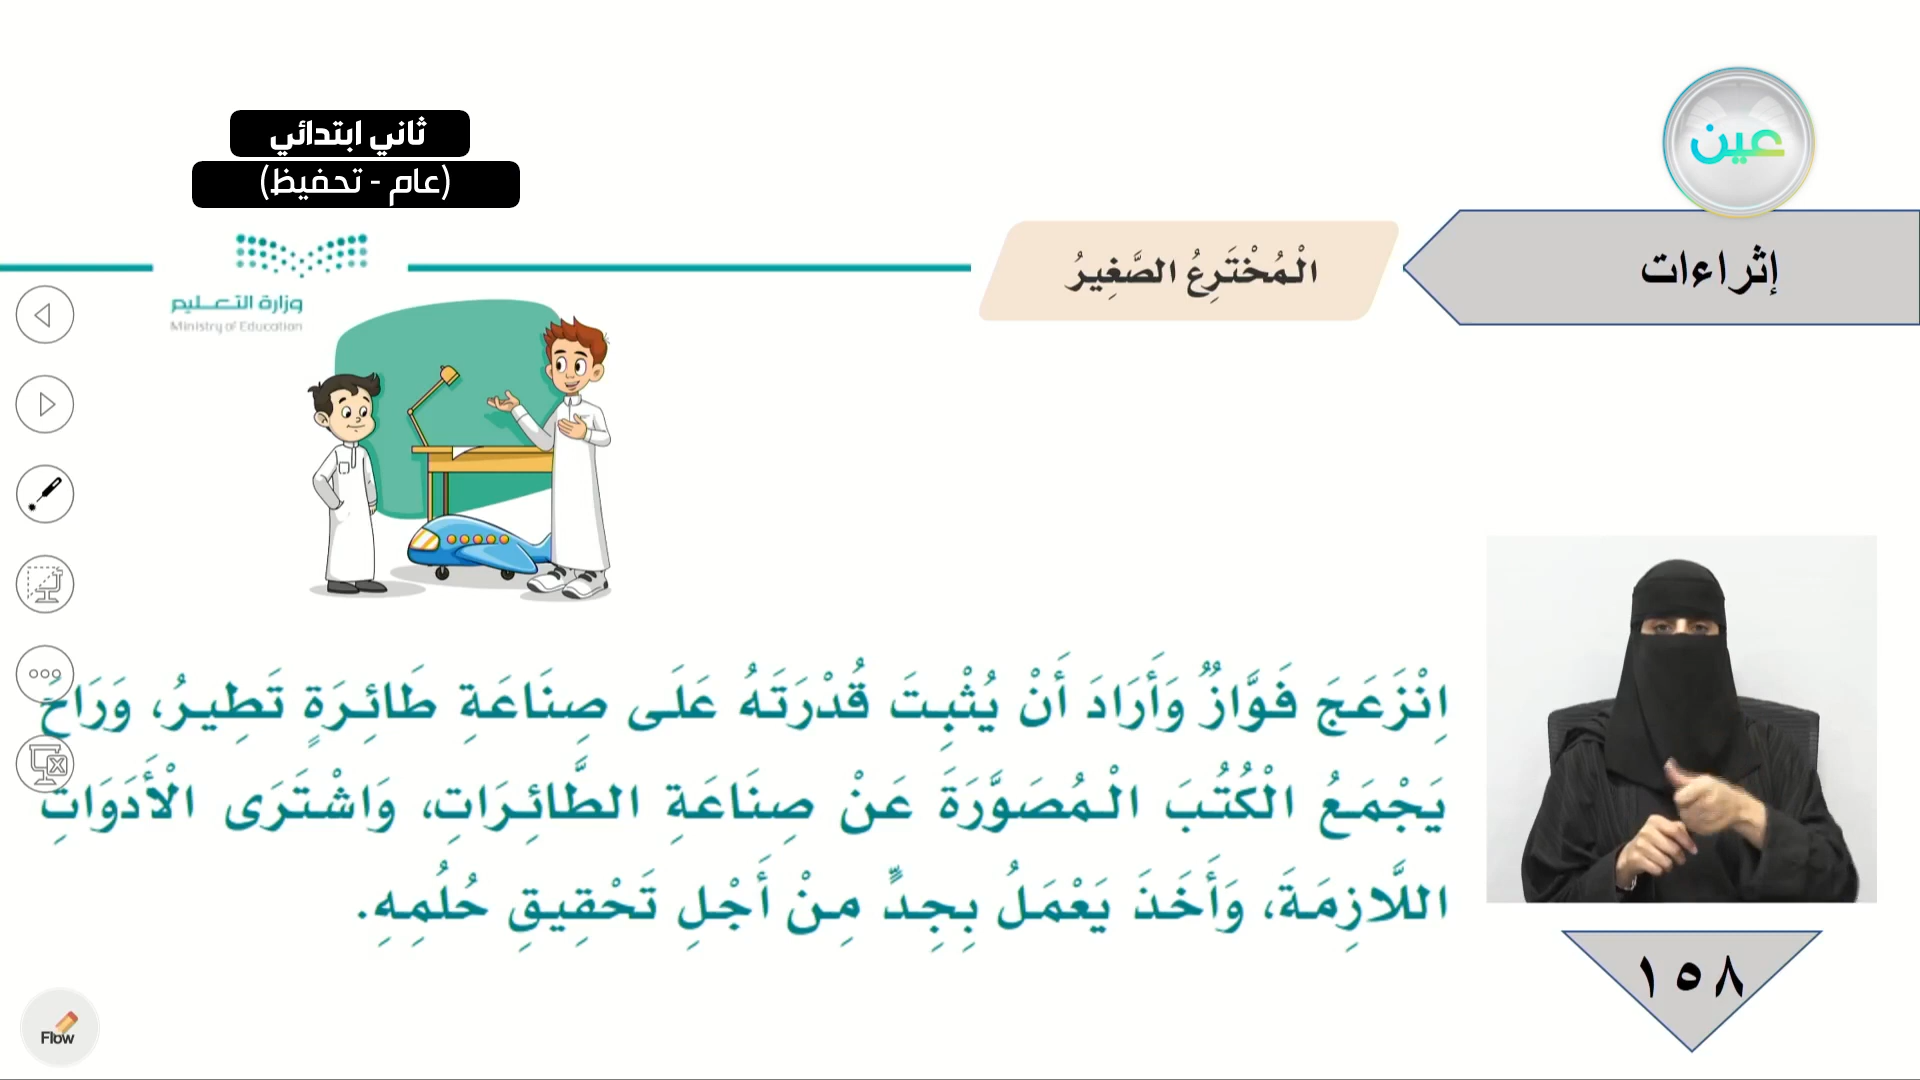 ثاني ابتدائي
(عام - تحفيظ)
عين
إثراءات
الْمُخْتَرِعُ الصَّغِيرُ
وزارة التعليم
Ministry of Education
اِنْزَعَجَ فَوَّازٌ وَأَرَادَ أَنْ يُثْبِتَ قُدْرَتَهُ عَلَى صِنَاعَةِ طَائِرَةٍ تَطِيرُ، وَرَاحَ
يَجْمَعُ الْكُتُبَ الْمُصَوَّرَةَ عَنْ صِنَاعَةِ الطَّائِرَاتِ، وَاشْتَرَى الْأَدَوَاتِ
اللَّازِمَةَ، وَأَخَذَ يَعْمَلُ بِجِدٍّ مِنْ أَجْلِ تَحْقِيقِ حُلُمِهِ.
١٥٨
Flow